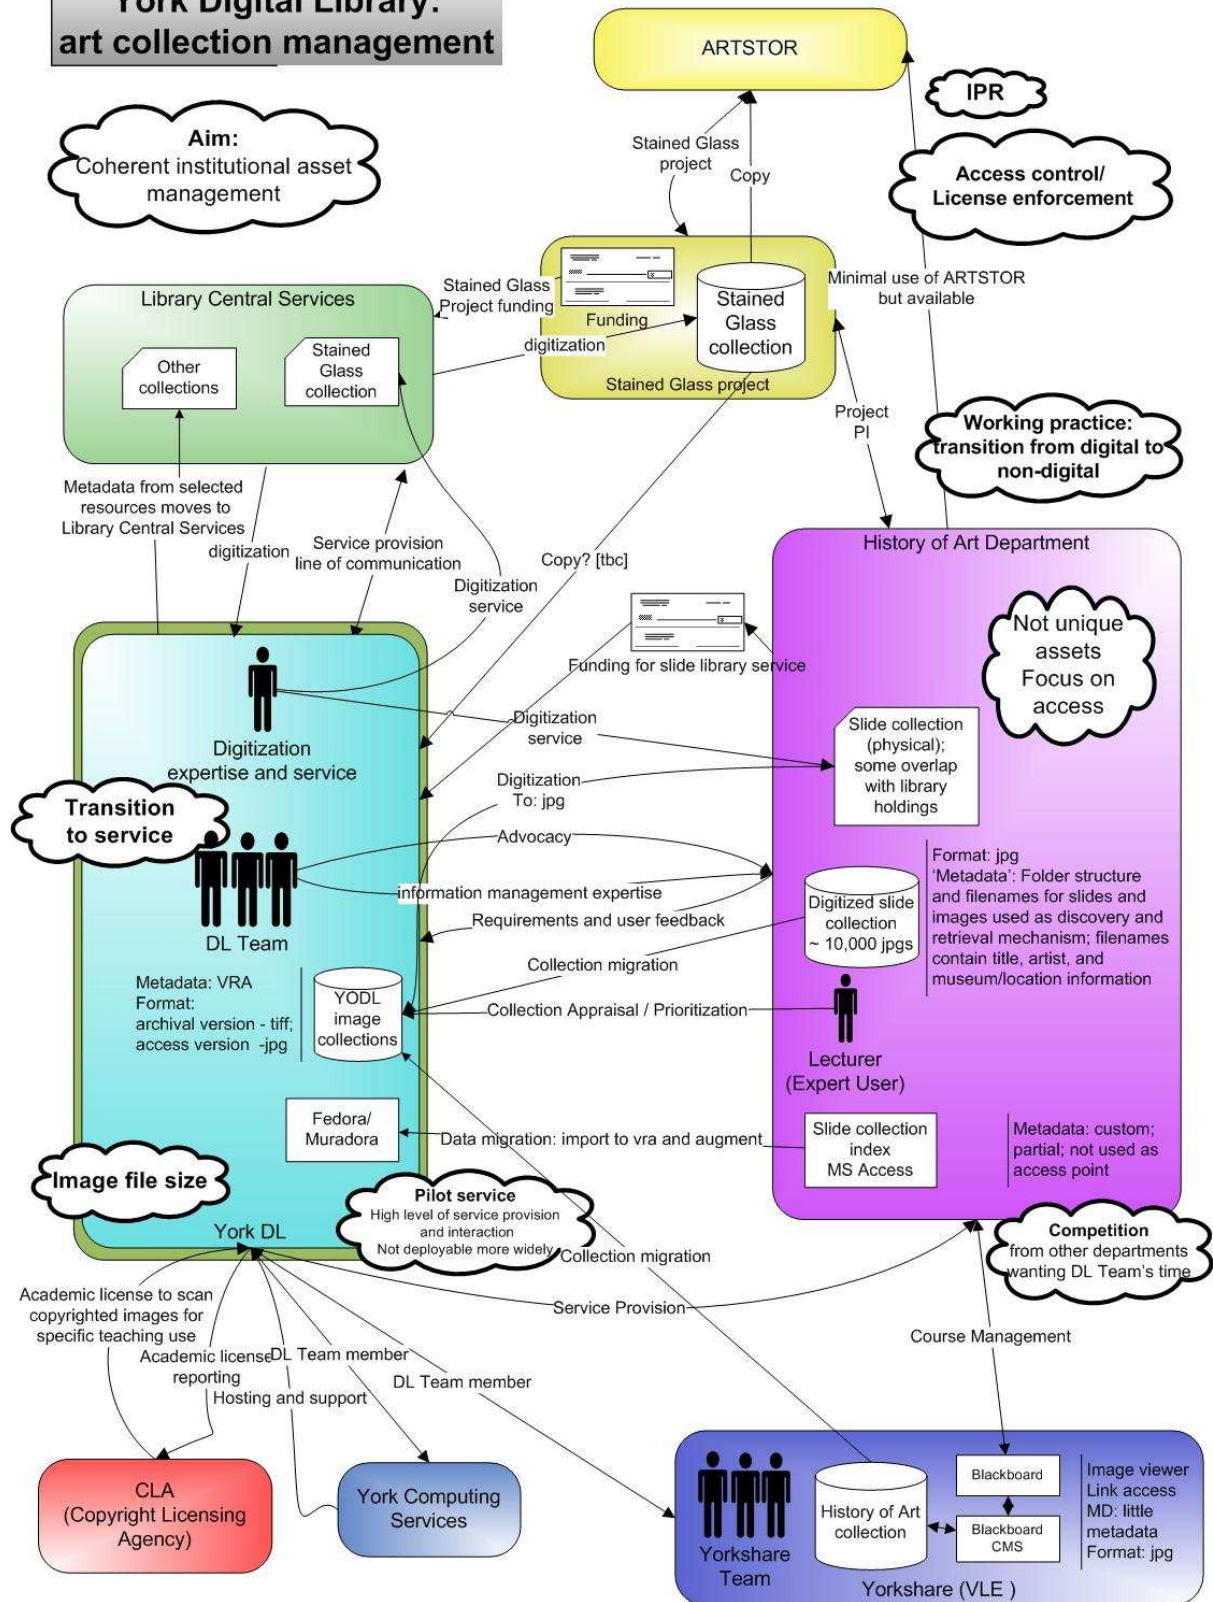 York Digital Library:
art collection management
ARTSTOR
IPR
Aim:
Coherent institutional asset
management
Access control/
License enforcement
Stained Glass
project
Copy
Minimal use of ARTSTOR
but available
Library Central Services
Other
collections
Stained
Glass
collection
Stained Glass
Project funding
Funding
digitization
Stained
Glass
collection
Stained Glass project
Project
PI
Working practice:
transition from digital to
non-digital
Metadata from selected
resources moves to
Library Central Services
digitization
Service provision
line of communication
Digitization
service
Copy? [tbc]
History of Art Department
Not unique
assets
Focus on
access
Funding for slide library service
Digitization
expertise and service
Digitization
service
Slide collection
(physical);
some overlap
with library
holdings
Transition
to service
Digitization
To: jpg
Advocacy
information management expertise
Requirements and user feedback
DL Team
Digitized slide
collection
~ 10,000 jpgs
Format: jpg
‘Metadata’: Folder structure
and filenames for slides and
images used as discovery and
retrieval mechanism; filenames
contain title, artist, and
museum/location information
Collection migration
Metadata: VRA
Format:
archival version - tiff;
access version -jpg
YODL
image
collections
Collection Appraisal / Prioritization
Lecturer
(Expert User)
Fedora/
Muradora
Data migration: import to vra and augment
Slide collection
index
MS Access
Metadata: custom;
partial; not used as
access point
Image file size
Pilot service
High level of service provision
and interaction
Not deployable more widely
York DL
Competition
from other departments
wanting DL Team's time
Collection migration
Service Provision
Academic license to scan
copyrighted images for
specific teaching use
Academic license
reporting
DL Team member
Hosting and support
DL Team member
Course Management
CLA
(Copyright Licensing
Agency)
York Computing
Services
Yorkshare
Team
History of Art
collection
Blackboard
Blackboard
CMS
Image viewer
Link access
MD: little
metadata
Format: jpg
Yorkshare (VLE )